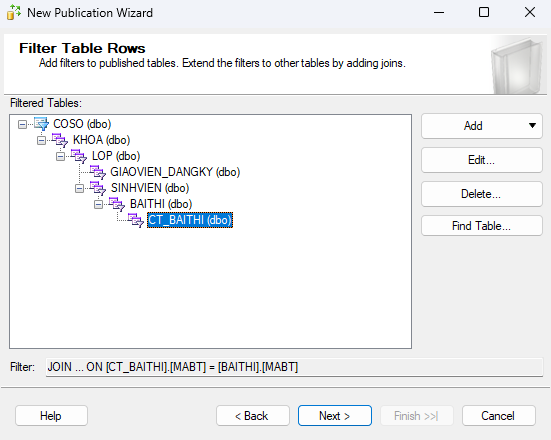 New Publication Wizard
Filter Table Rows
Add filters to published tables. Extend the filters to other tables by adding joins.
Filtered Tables:
COSO (dbo)
KHOA (dbo)
LOP (dbo)
GIAOVIEN_DANGKY (dbo)
SINHVIEN (dbo)
BAITHI (dbo)
CT_BAITHI (dbo)
Add
Edit...
Delete...
Find Table...
Filter: JOIN ... ON [CT_BAITHI].[MABT] = [BAITHI].[MABT]
Help
< Back
Next >
Finish >>|
Cancel